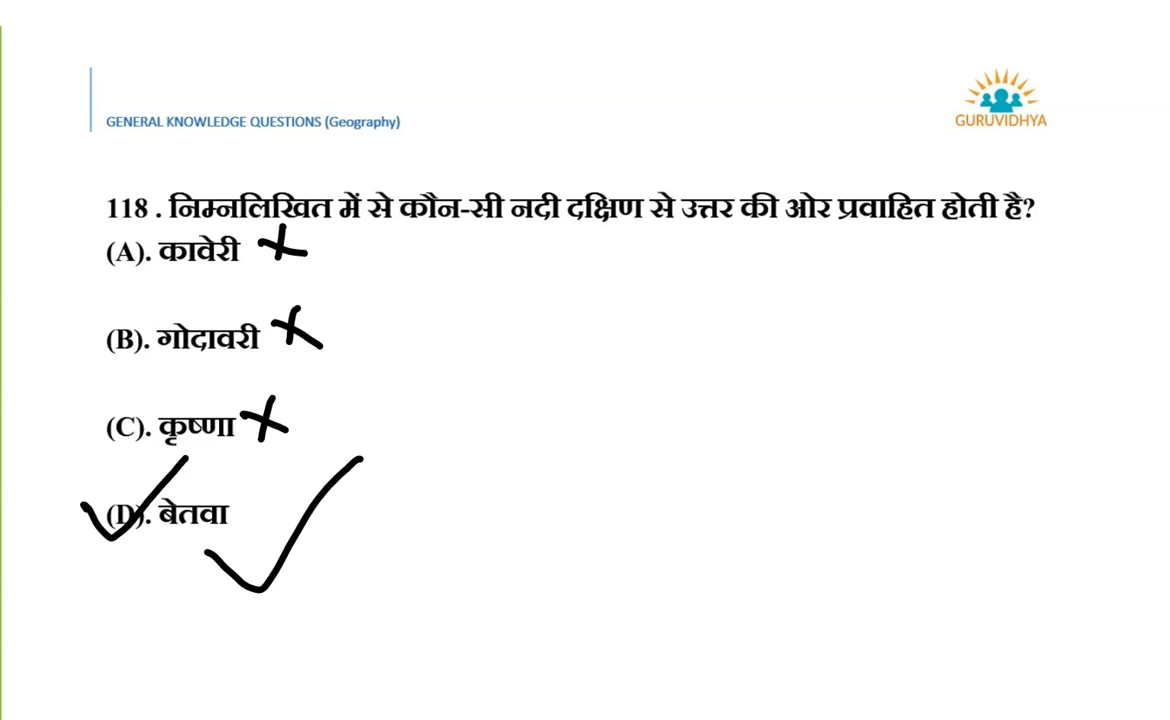 GENERAL KNOWLEDGE QUESTIONS (Geography)
GURUVIDHYA
118 . निम्नलिखित में से कौन-सी नदी दक्षिण से उत्तर की ओर प्रवाहित होती है?
(A). कावेरी
(B). गोदावरी
(C). कृष्णा
(D). बेतवा